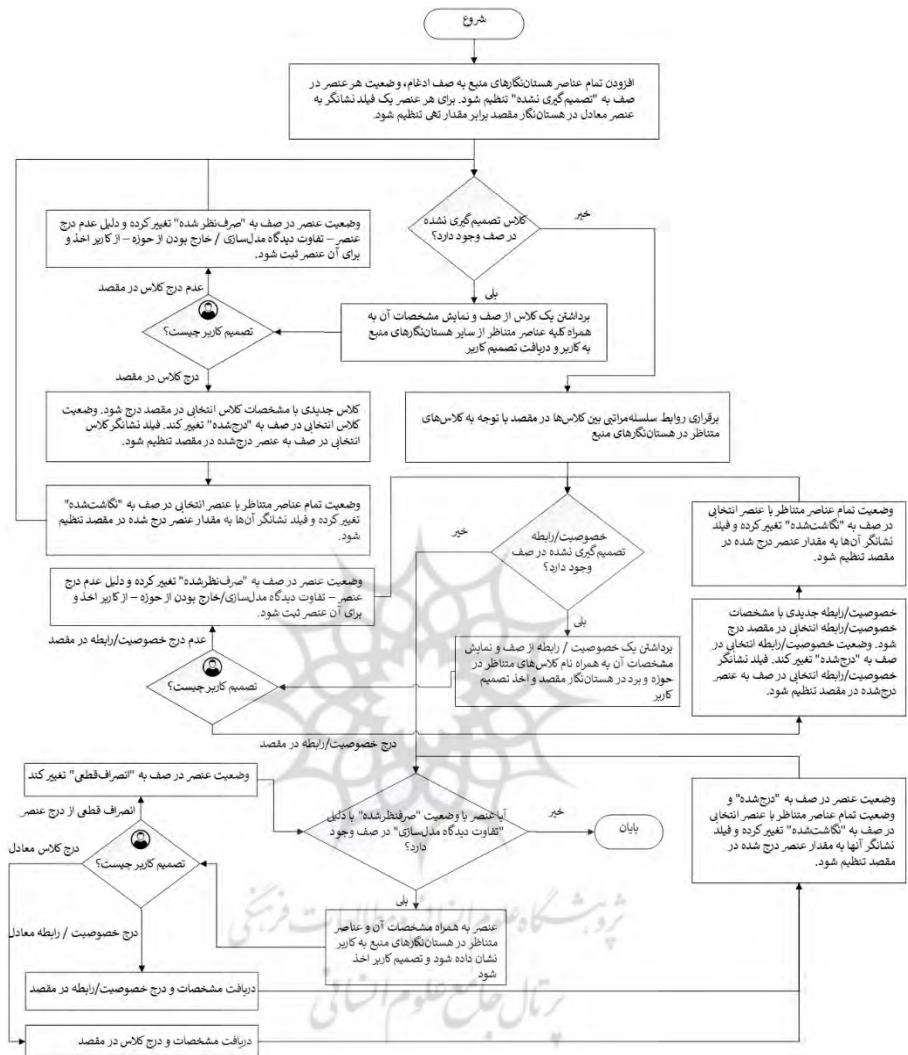 شروع
افزودن تمام عناصر هستان‌نگارهای منبع به صف ادغام، وضعیت هر عنصر در
صف به "تصمیم‌گیری نشده" تنظیم شود. برای هر عنصر یک فیلد نشانگر به
عنصر معادل در هستان‌نگار مقصد برابر مقدار تهی تنظیم شود.
کلاس تصمیم‌گیری نشده
در صف وجود دارد؟
خیر
بلی
وضعیت عنصر در صف به "صرف‌نظر شده" تغییر کرده و دلیل عدم درج
عنصر – تفاوت دیدگاه مدل‌سازی / خارج بودن از حوزه – از کاربر اخذ و
برای آن عنصر ثبت شود.
عدم درج کلاس در مقصد
برداشتن یک کلاس از صف و نمایش مشخصات آن به
همراه کلیه عناصر متناظر از سایر هستان‌نگارهای منبع
به کاربر و دریافت تصمیم کاربر
تصمیم کاربر چیست؟
درج کلاس در مقصد
کلاس جدیدی با مشخصات کلاس انتخابی در مقصد درج شود. وضعیت
کلاس انتخابی در صف به "درج‌شده" تغییر کند. فیلد نشانگر کلاس
انتخابی در صف به عنصر درج‌شده در مقصد تنظیم شود.
برقراری روابط سلسله‌مراتبی بین کلاس‌ها در مقصد با توجه به کلاس‌های
متناظر در هستان‌نگارهای منبع
وضعیت تمام عناصر متناظر با عنصر انتخابی در صف به "نگاشت‌شده"
تغییر کرده و فیلد نشانگر آن‌ها به مقدار عنصر درج شده در مقصد تنظیم
شود.
وضعیت تمام عناصر متناظر با عنصر انتخابی
در صف به "نگاشت‌شده" تغییر کرده و فیلد
نشانگر آن‌ها به مقدار عنصر درج شده در
مقصد تنظیم شود.
خصوصیت/رابطه
تصمیم‌گیری نشده در صف
وجود دارد؟
خیر
بلی
وضعیت عنصر در صف به "صرف‌نظرشده" تغییر کرده و دلیل عدم درج
عنصر – تفاوت دیدگاه مدل‌سازی/خارج بودن از حوزه – از کاربر اخذ و
برای آن عنصر ثبت شود.
عدم درج خصوصیت/رابطه در مقصد
خصوصیت/رابطه جدیدی با مشخصات
خصوصیت/رابطه انتخابی در مقصد درج
شود. وضعیت خصوصیت/رابطه انتخابی در
صف به "درج‌شده" تغییر کند. فیلد نشانگر
خصوصیت/رابطه انتخابی در صف به عنصر
درج‌شده در مقصد تنظیم شود.
برداشتن یک خصوصیت / رابطه از صف و نمایش
مشخصات آن به همراه نام کلاس‌های متناظر در
حوزه و برد در هستان‌نگار مقصد و اخذ تصمیم
کاربر
تصمیم کاربر چیست؟
درج خصوصیت/رابطه در مقصد
وضعیت عنصر در صف به "انصراف‌قطعی" تغییر کند
انصراف قطعی از درج عنصر
آیا عنصر با وضعیت "صرفنظرشده" با دلیل
"تفاوت دیدگاه مدل‌سازی" در صف وجود
دارد؟
خیر
پایان
بلی
وضعیت عنصر در صف به "درج‌شده" و
وضعیت تمام عناصر متناظر با عنصر انتخابی
در صف به "نگاشت‌شده" تغییر کرده و فیلد
نشانگر آنها به مقدار عنصر درج شده در
مقصد تنظیم شود.
درج کلاس معادل
تصمیم کاربر چیست؟
درج خصوصیت / رابطه معادل
عنصر به همراه مشخصات آن و عناصر
متناظر در هستان‌نگارهای منبع به کاربر
نشان داده شود و تصمیم کاربر اخذ
شود
دریافت مشخصات و درج خصوصیت/رابطه در مقصد
دریافت مشخصات و درج کلاس در مقصد
پژوهشگاه علوم انسانی و مطالعات فرهنگی
پرتال جامع علوم انسانی